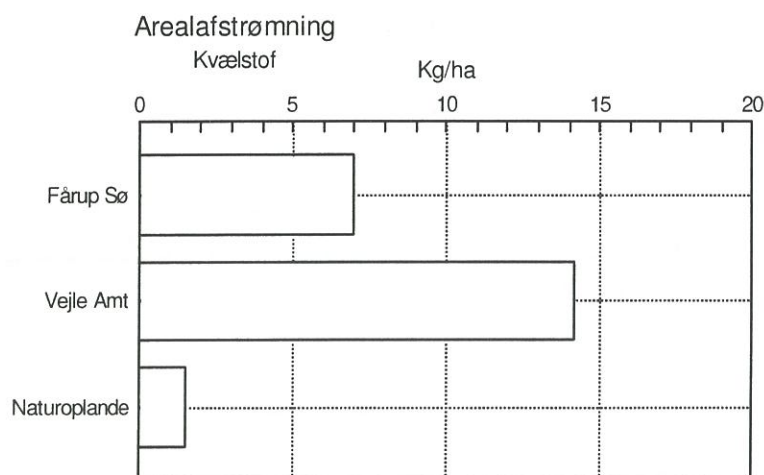 Arealafstrømning
Kvælstof
Kg/ha
0 5 10 15 20
Fårup Sø
Vejle Amt
Naturoplande